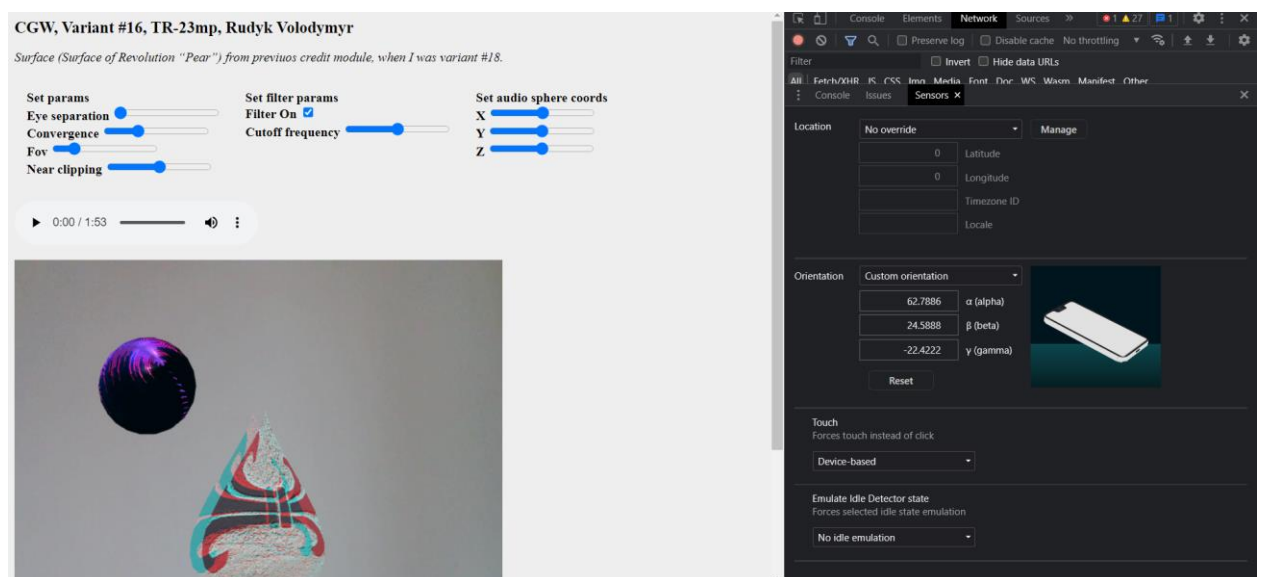 CGW, Variant #16, TR-23mp, Rudyk Volodymyr
Surface (Surface of Revolution “Pear”) from previuos credit module, when I was variant #18.
Set params
Eye separation
Convergence
Fov
Near clipping
Set filter params
Filter On
Cutoff frequency
Set audio sphere coords
X
Y
Z
0:00 / 1:53
Console Elements Network Sources » 1 27 1
Preserve log Disable cache No throttling
Filter Invert Hide data URLs
All Fetch/XHR JS CSS Img Media Font Doc WS Wasm Manifest Other
Console Issues Sensors ×
Location No override Manage
0 Latitude
0 Longitude
Timezone ID
Locale
Orientation Custom orientation
62.7886 α (alpha)
24.5888 β (beta)
-22.4222 γ (gamma)
Reset
Touch
Forces touch instead of click
Device-based
Emulate Idle Detector state
Forces selected idle state emulation
No idle emulation